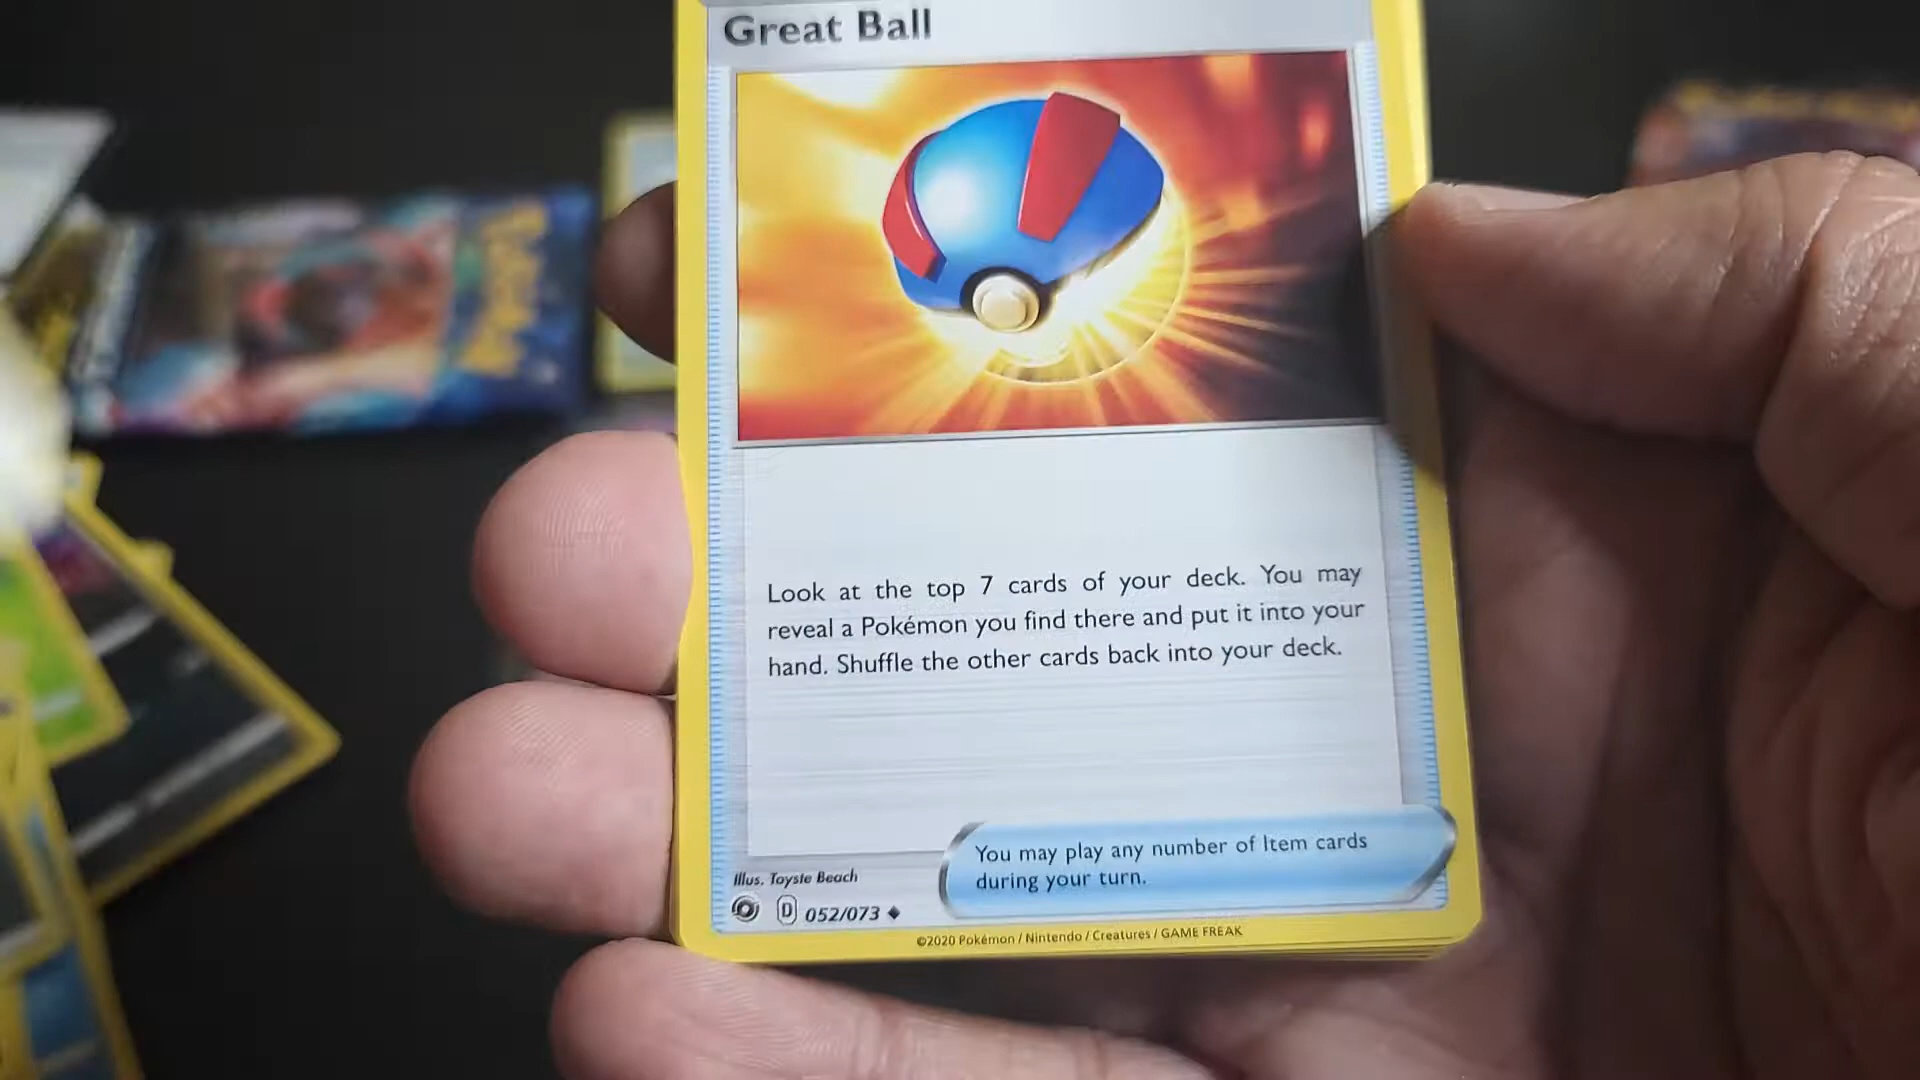 Great Ball
Look at the top 7 cards of your deck. You may
reveal a Pokémon you find there and put it into your
hand. Shuffle the other cards back into your deck.
You may play any number of Item cards
during your turn.
Illus. Toyste Beach
D 052/073
©2020 Pokémon / Nintendo / Creatures / GAME FREAK